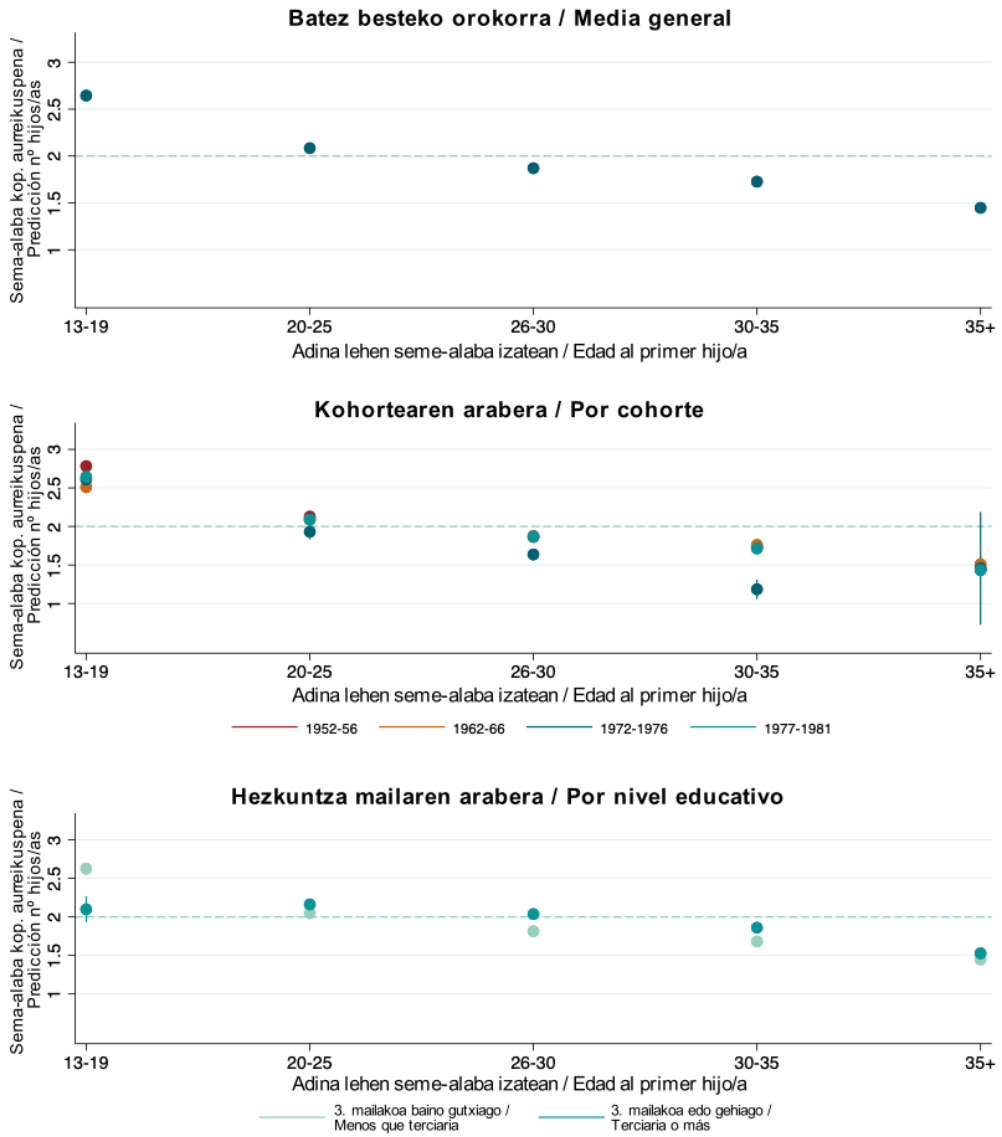 Batez besteko orokorra / Media general
Sema-alaba kop. aurreikuspena /
Predicción nº hijos/as
3
2.5
2
1.5
1
13-19 20-25 26-30 30-35 35+
Adina lehen seme-alaba izatean / Edad al primer hijo/a
Kohortearen arabera / Por cohorte
Sema-alaba kop. aurreikuspena /
Predicción nº hijos/as
3
2.5
2
1.5
1
13-19 20-25 26-30 30-35 35+
Adina lehen seme-alaba izatean / Edad al primer hijo/a
1952-56 1962-66 1972-1976 1977-1981
Hezkuntza mailaren arabera / Por nivel educativo
Sema-alaba kop. aurreikuspena /
Predicción nº hijos/as
3
2.5
2
1.5
1
13-19 20-25 26-30 30-35 35+
Adina lehen seme-alaba izatean / Edad al primer hijo/a
3. mailakoa baino gutxiago /
Menos que terciaria
3. mailakoa edo gehiago /
Terciaria o más